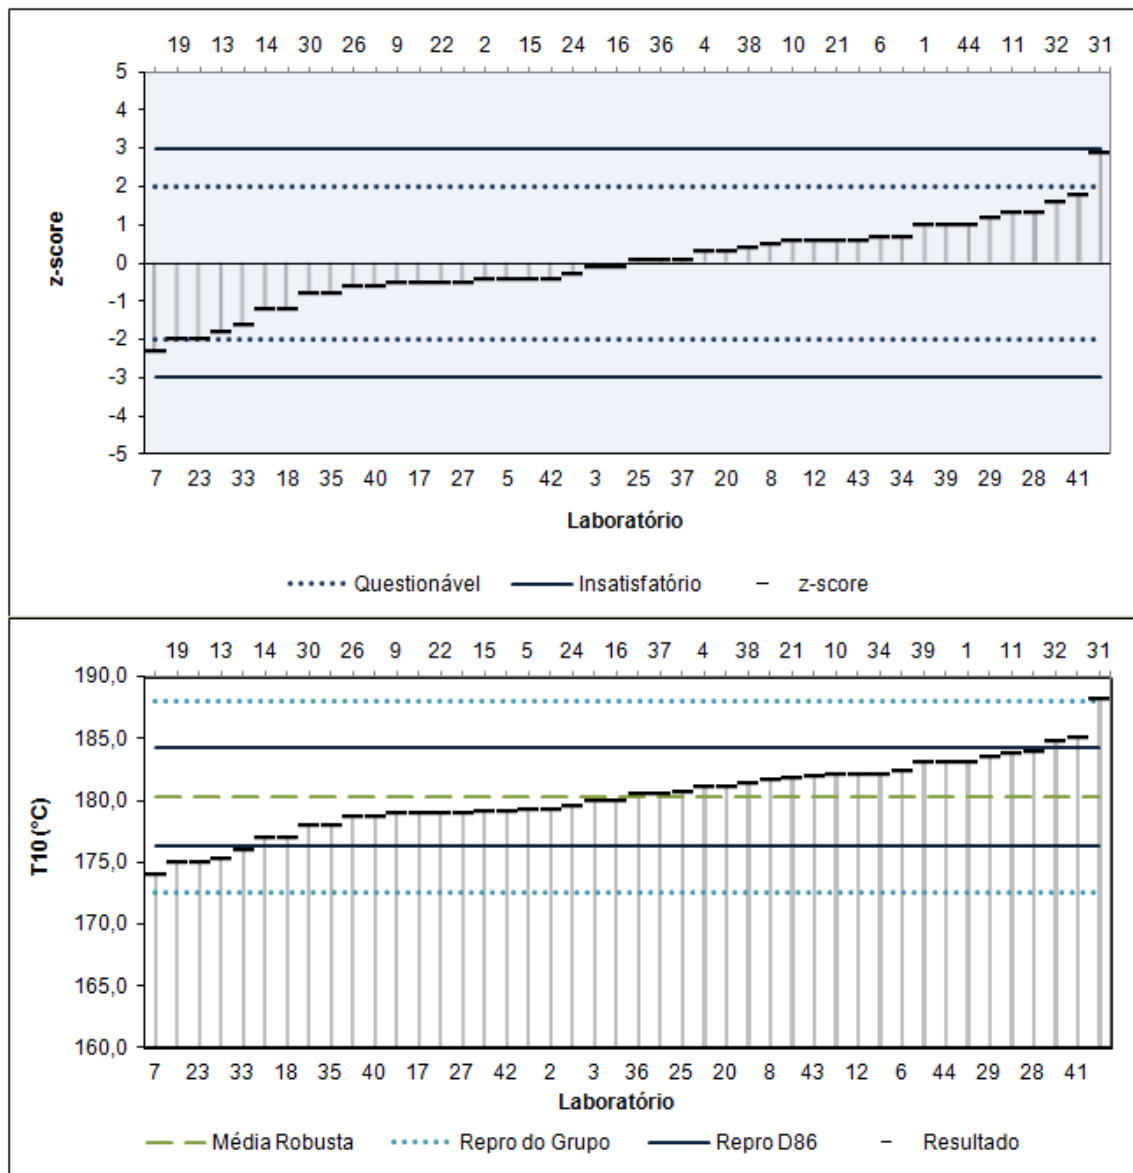 19 13 14 30 26 9 22 2 15 24 16 36 4 38 10 21 6 1 44 11 32 31
5
4
3
2
1
0
-1
-2
-3
-4
-5
z-score
7 23 33 18 35 40 17 27 5 42 3 25 37 20 8 12 43 34 39 29 28 41
Laboratório
Questionável Insatisfatório z-score
19 13 14 30 26 9 22 15 5 24 16 37 4 38 21 10 34 39 1 11 32 31
190,0
185,0
180,0
175,0
170,0
165,0
160,0
T10 (°C)
7 23 33 18 35 40 17 27 42 2 3 36 25 20 8 43 12 6 44 29 28 41
Laboratório
Média Robusta Repro do Grupo Repro D86 Resultado